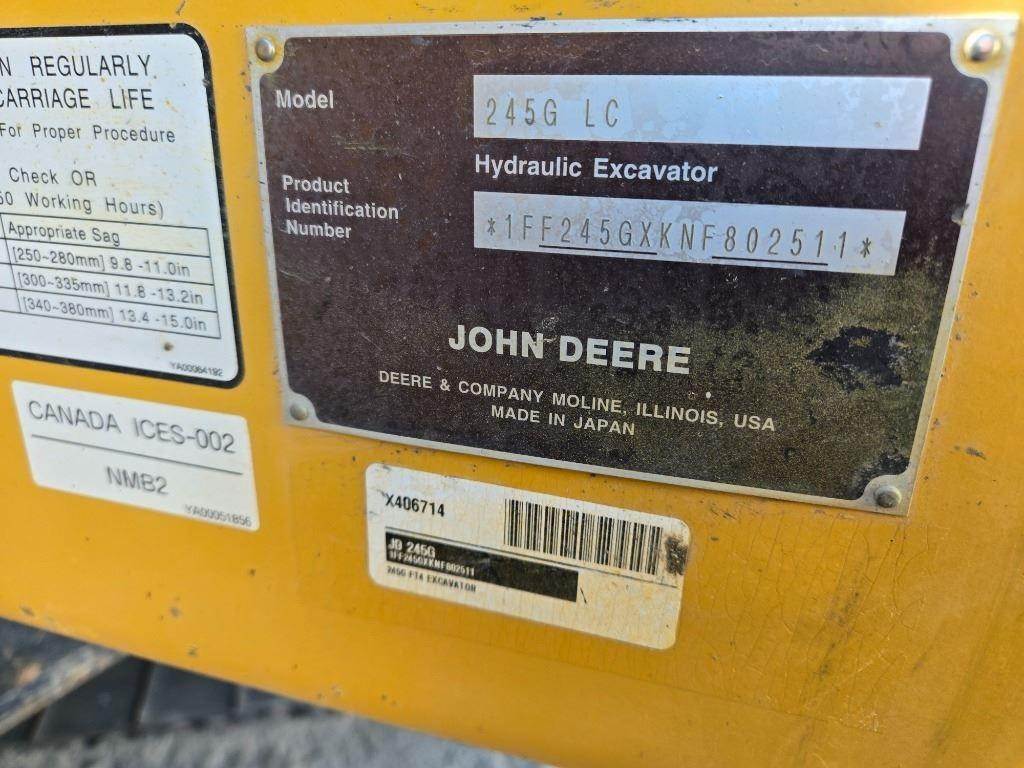 N REGULARLY
CARRIAGE LIFE
For Proper Procedure
Check OR
50 Working Hours)
Appropriate Sag
[250~280mm] 9.8 -11.0in
[300~335mm] 11.8 -13.2in
[340~380mm] 13.4 -15.0in
YA00064192
CANADA ICES-002
NMB2
YA00051856
Model
245G LC
Hydraulic Excavator
Product
Identification
Number
*1FF245GXKNF802511*
JOHN DEERE
DEERE & COMPANY MOLINE, ILLINOIS, USA
MADE IN JAPAN
X406714
JD 245G
1FF245GXKNF802511
245G FT4 EXCAVATOR